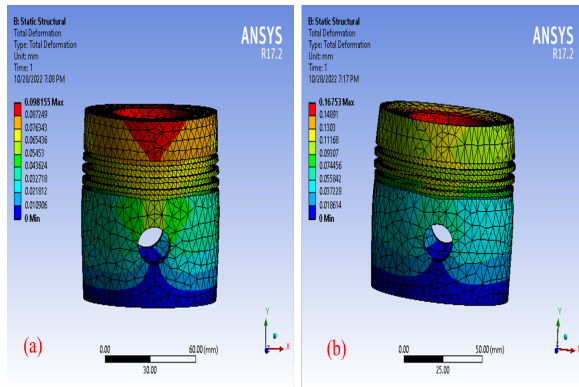 B: Static Structural
Total Deformation
Type: Total Deformation
Unit: mm
Time: 1
10/28/2022 7:08 PM
ANSYS
R17.2
0.098155 Max
0.087249
0.076343
0.065436
0.05453
0.043624
0.032718
0.021812
0.010906
0 Min
(a)
0.00
60.00 (mm)
30.00
Y
X
B: Static Structural
Total Deformation
Type: Total Deformation
Unit: mm
Time: 1
10/28/2022 7:17 PM
ANSYS
R17.2
0.16753 Max
0.14891
0.1303
0.11168
0.09307
0.074456
0.055842
0.037228
0.018614
0 Min
(b)
0.00
50.00 (mm)
25.00
Y
X